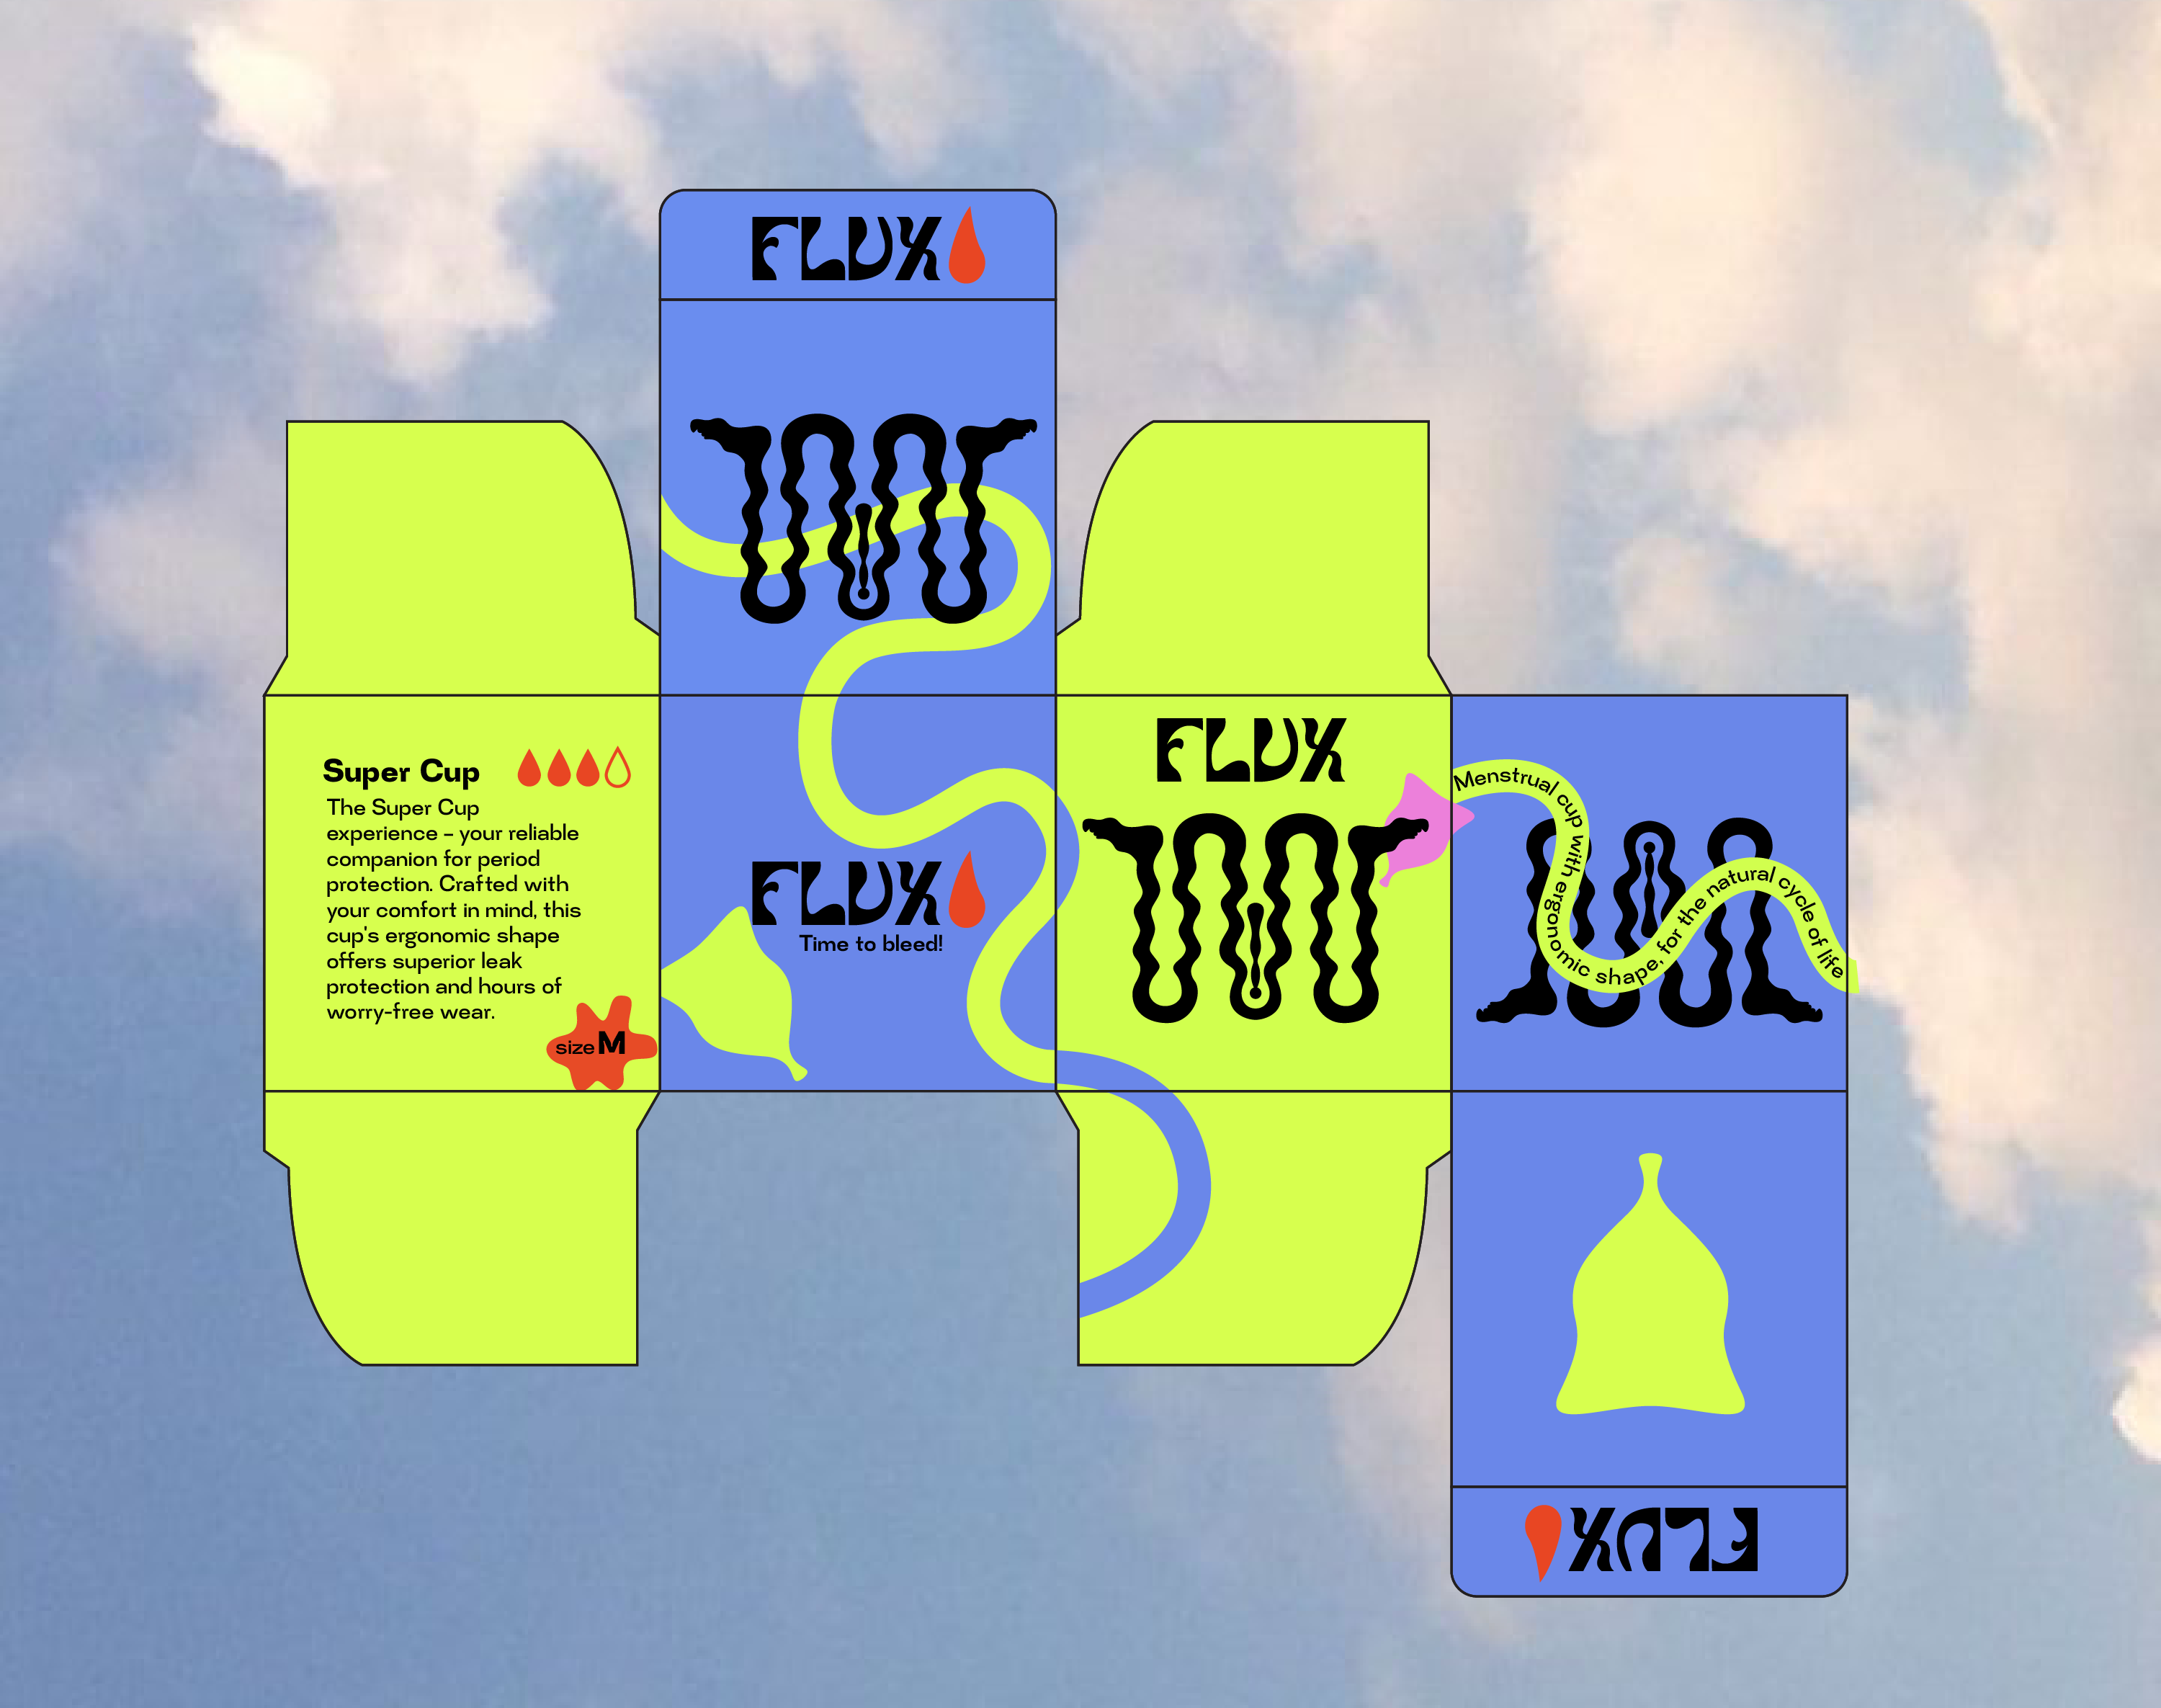 FLUX
Super Cup
The Super Cup
experience – your reliable
companion for period
protection. Crafted with
your comfort in mind, this
cup's ergonomic shape
offers superior leak
protection and hours of
worry-free wear.
size M
FLUX
Time to bleed!
FLUX
Menstrual cup with ergonomic shape, for the natural cycle of life
FLUX